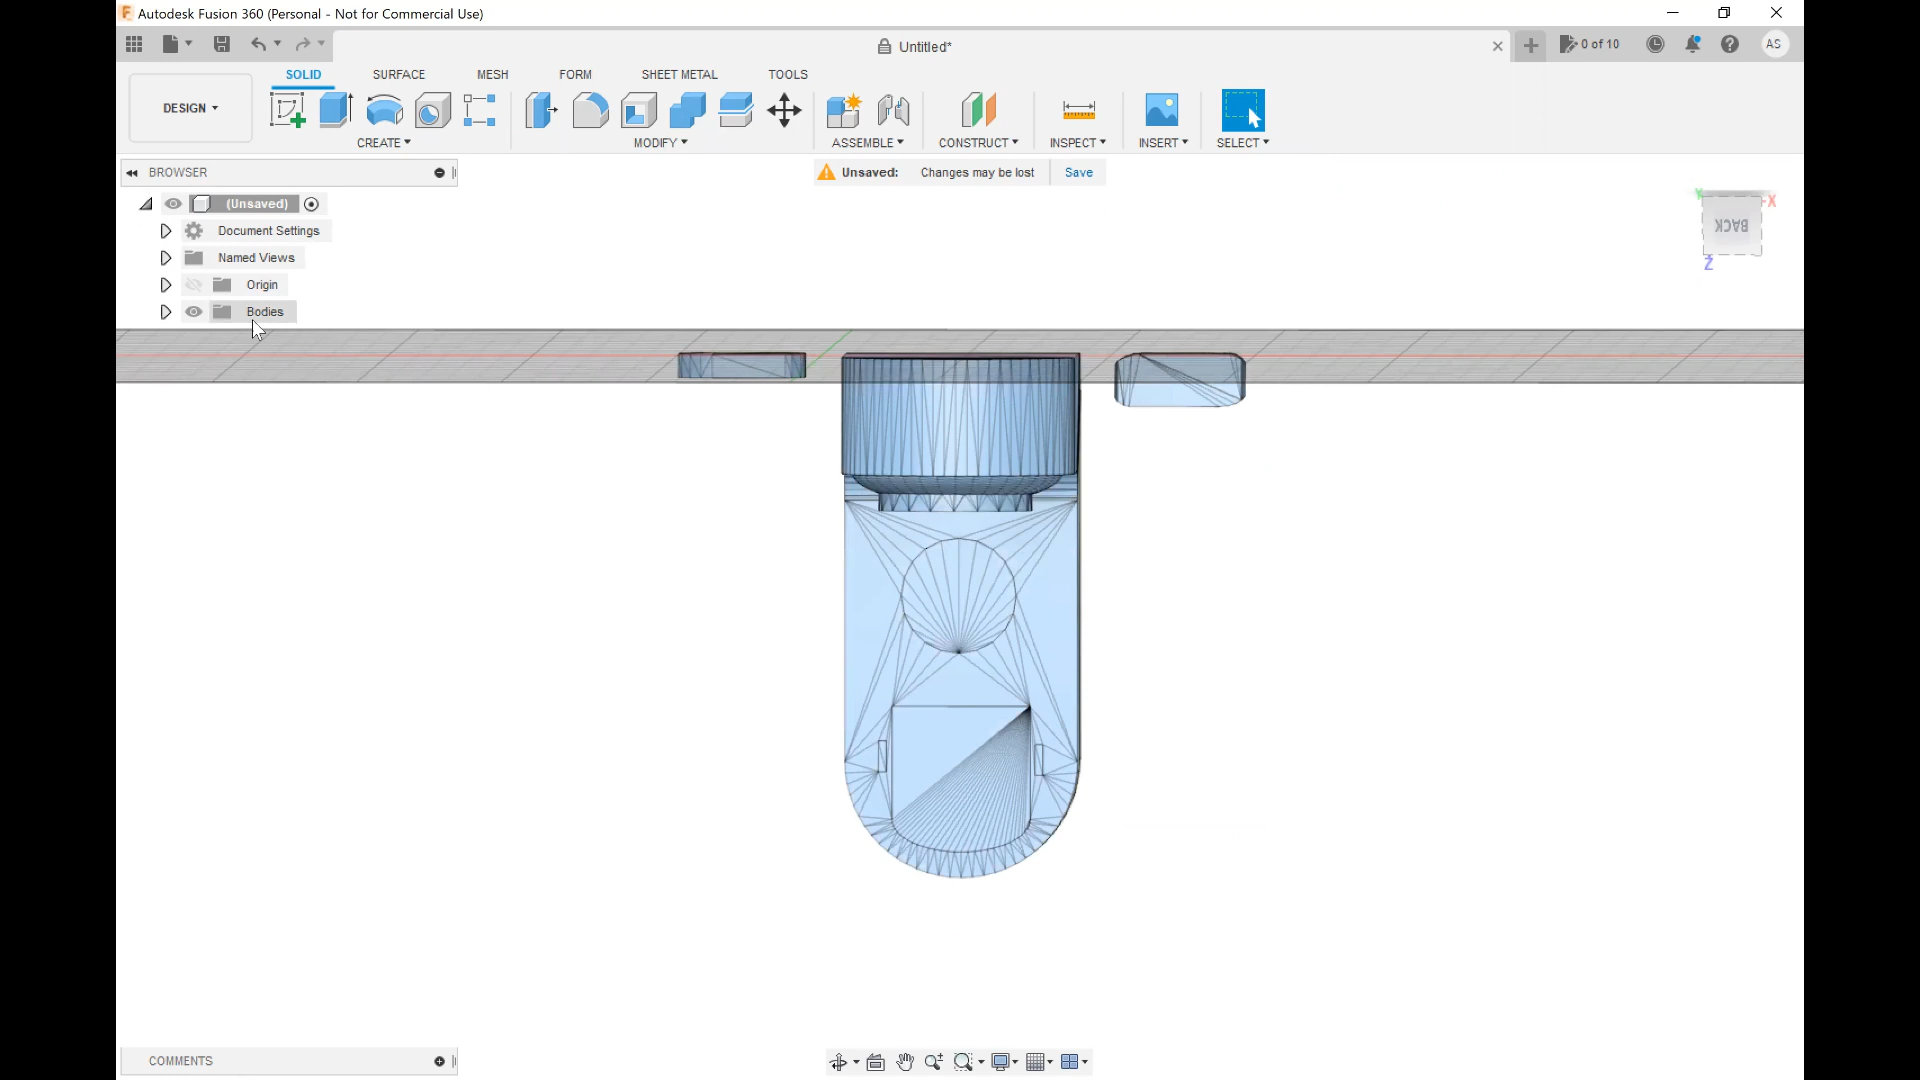 Autodesk Fusion 360 (Personal - Not for Commercial Use)
Untitled*
0 of 10
AS
SOLID SURFACE MESH FORM SHEET METAL TOOLS
DESIGN
CREATE MODIFY ASSEMBLE CONSTRUCT INSPECT INSERT SELECT
BROWSER
Unsaved: Changes may be lost Save
(Unsaved)
Document Settings
Named Views
Origin
Bodies
Y
X
BACK
Z
COMMENTS